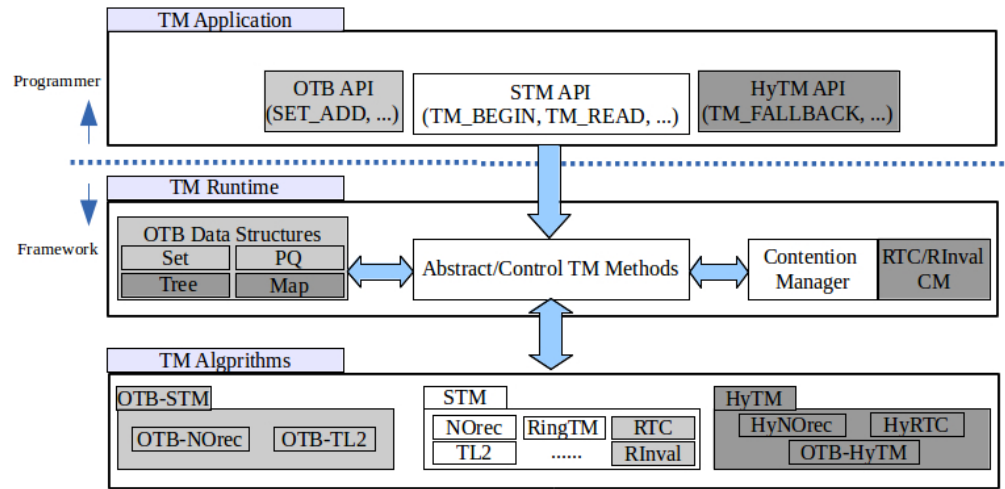 TM Application
Programmer
OTB API
(SET_ADD, ...)
STM API
(TM_BEGIN, TM_READ, ...)
HyTM API
(TM_FALLBACK, ...)
TM Runtime
Framework
OTB Data Structures
Set
PQ
Tree
Map
Abstract/Control TM Methods
Contention
Manager
RTC/RInval
CM
TM Algprithms
OTB-STM
OTB-NOrec
OTB-TL2
STM
NOrec
RingTM
RTC
TL2
......
RInval
HyTM
HyNOrec
HyRTC
OTB-HyTM